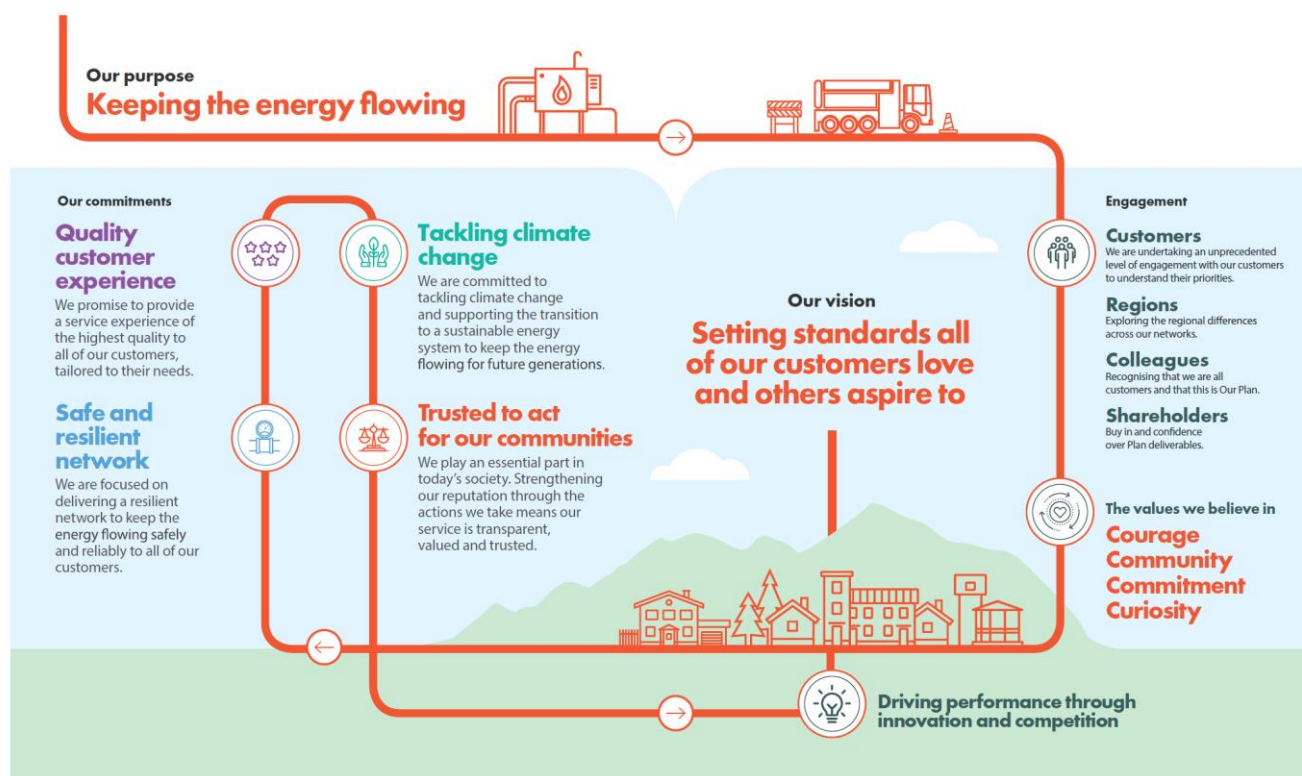 Our purpose
Keeping the energy flowing
Our commitments
Quality
customer
experience
We promise to provide
a service experience of
the highest quality to
all of our customers,
tailored to their needs.
Safe and
resilient
network
We are focused on
delivering a resilient
network to keep the
energy flowing safely
and reliably to all of our
customers.
Tackling climate
change
We are committed to
tackling climate change
and supporting the transition
to a sustainable energy
system to keep the energy
flowing for future generations.
Trusted to act
for our communities
We play an essential part in
today's society. Strengthening
our reputation through the
actions we take means our
service is transparent,
valued and trusted.
Our vision
Setting standards all
of our customers love
and others aspire to
Engagement
Customers
We are undertaking an unprecedented
level of engagement with our customers
to understand their priorities.
Regions
Exploring the regional differences
across our networks.
Colleagues
Recognising that we are all
customers and that this is Our Plan.
Shareholders
Buy in and confidence
over Plan deliverables.
The values we believe in
Courage
Community
Commitment
Curiosity
Driving performance through
innovation and competition